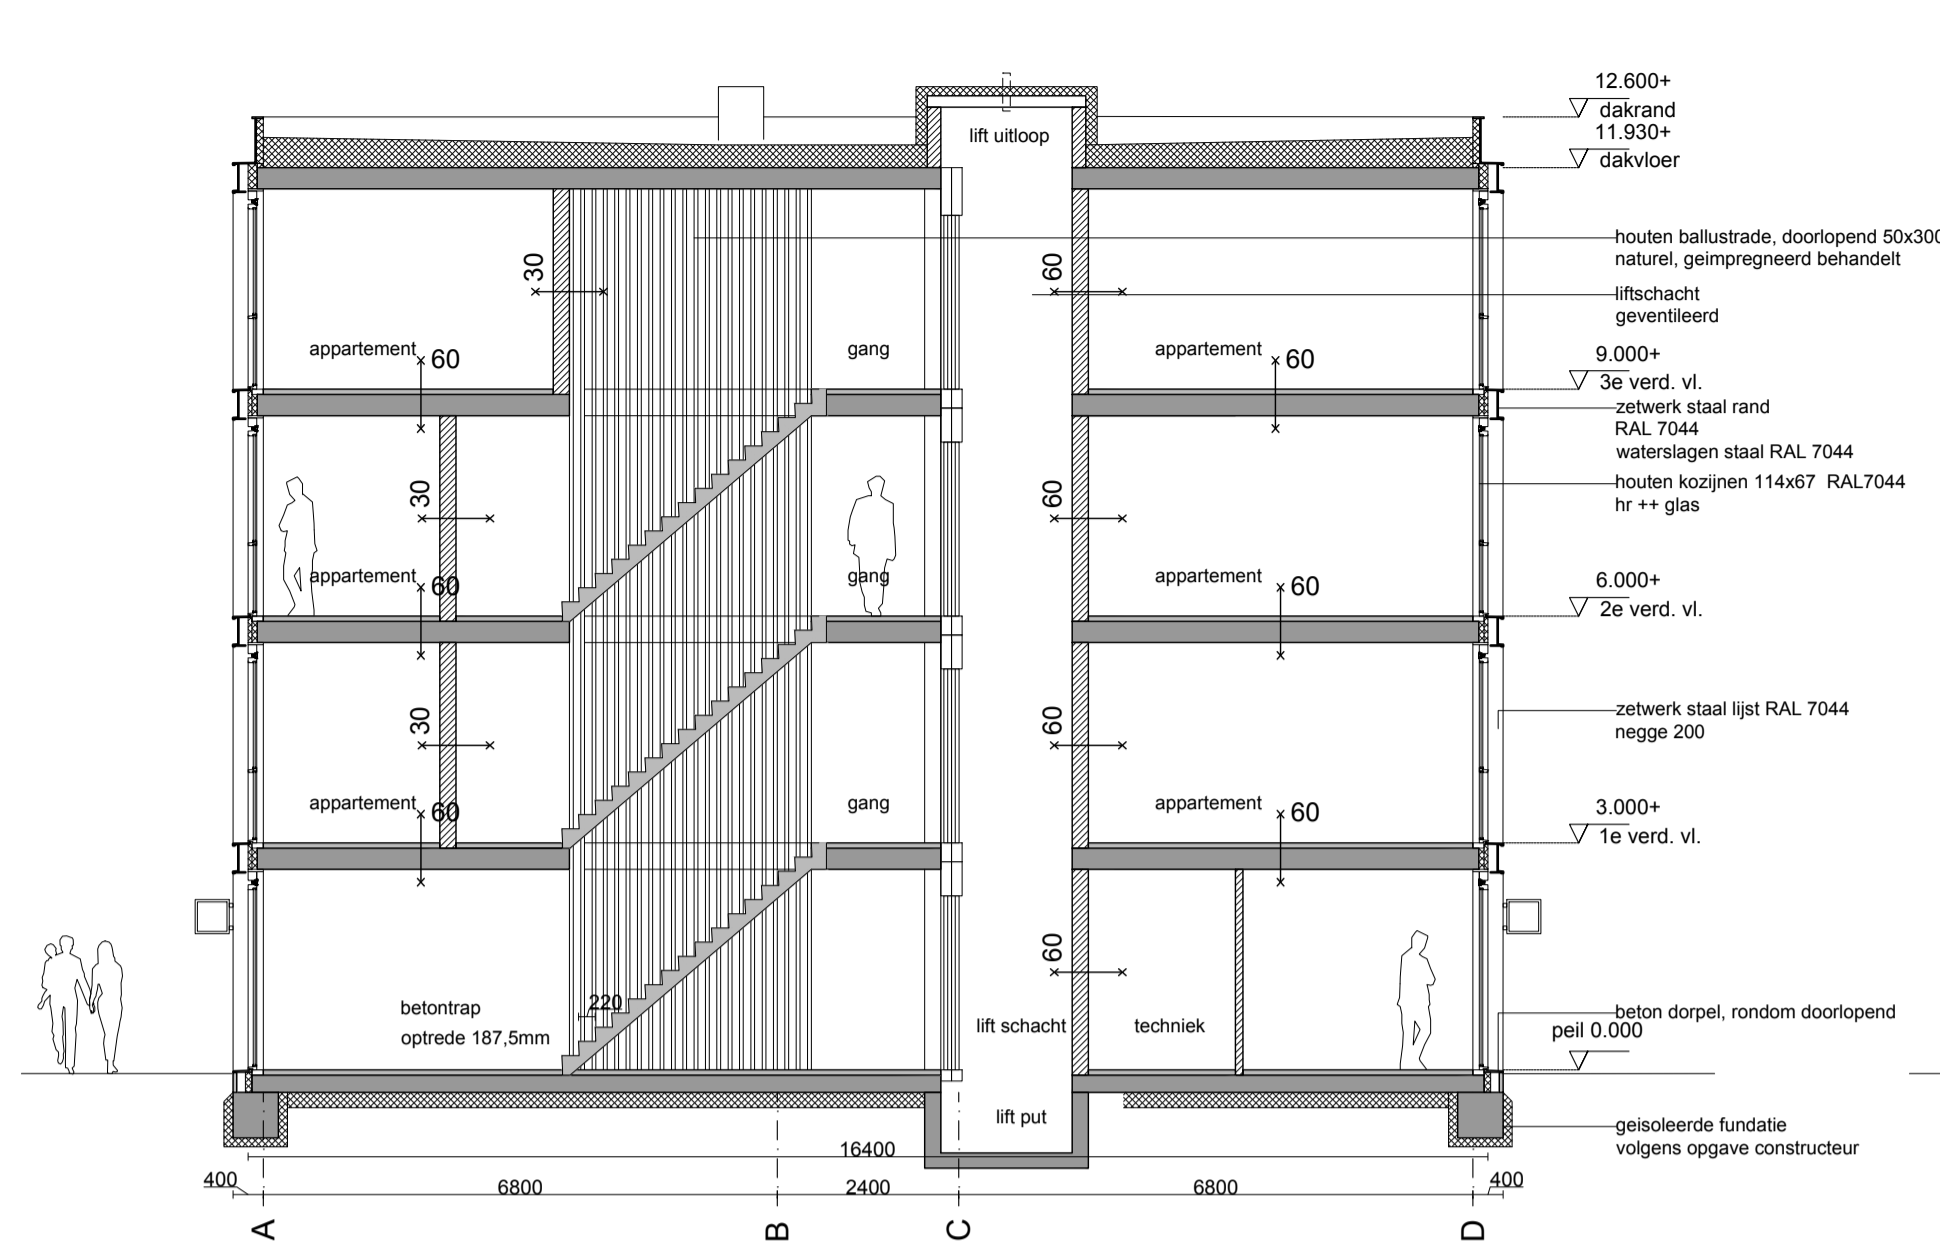 12.600+
dakrand
11.930+
dakvloer
lift uitloop
houten ballustrade, doorlopend 50x300
naturel, geimpregneerd behandelt
30
60
liftschacht
geventileerd
appartement
60
gang
appartement
60
9.000+
3e verd. vl.
zetwerk staal rand
RAL 7044
waterslagen staal RAL 7044
30
60
houten kozijnen 114x67 RAL7044
hr ++ glas
appartement
60
gang
appartement
60
6.000+
2e verd. vl.
30
60
zetwerk staal lijst RAL 7044
negge 200
appartement
60
gang
appartement
60
3.000+
1e verd. vl.
60
betontrap
optrede 187,5mm
220
lift schacht
techniek
beton dorpel, rondom doorlopend
peil 0.000
lift put
geisoleerde fundatie
volgens opgave constructeur
16400
400
6800
2400
6800
400
A
B
C
D